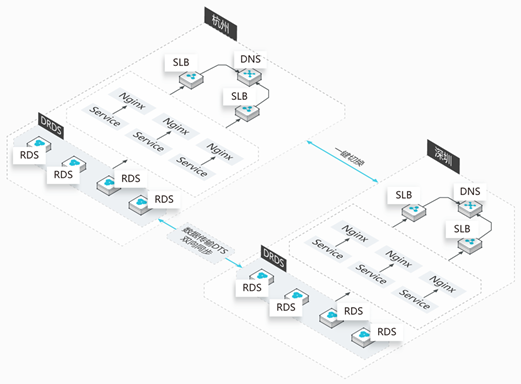 杭州
SLB
DNS
SLB
Nginx
Nginx
Nginx
Service
Service
Service
DRDS
RDS
RDS
RDS
RDS
一键切换
数据传输DTS
双向同步
深圳
SLB
DNS
SLB
Nginx
Nginx
Nginx
Service
Service
Service
DRDS
RDS
RDS
RDS
RDS